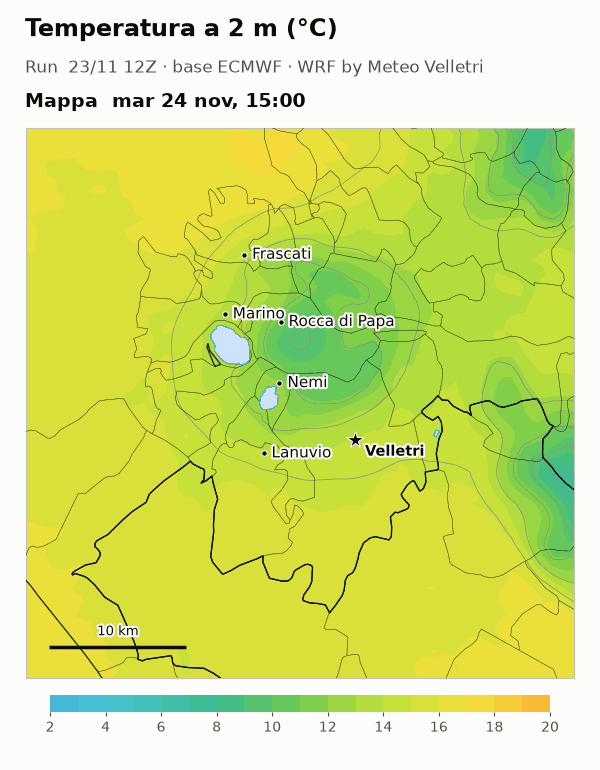 Temperatura a 2 m (°C)
Run  23/11 12Z · base ECMWF · WRF by Meteo Velletri
Mappa  mar 24 nov, 15:00
Frascati
Marino
Rocca di Papa
Nemi
Velletri
Lanuvio
10 km
2 4 6 8 10 12 14 16 18 20